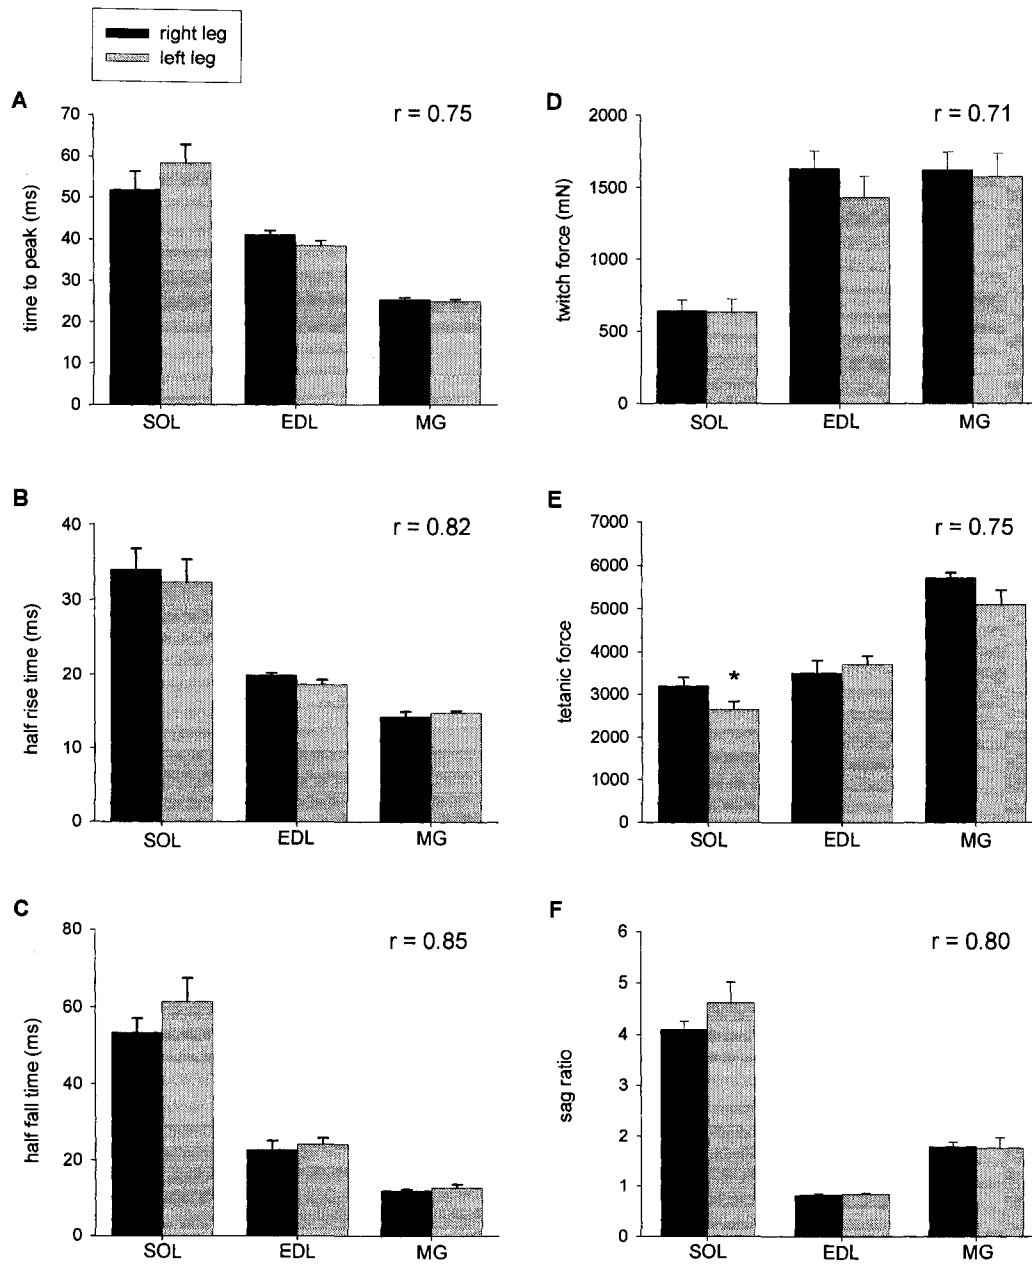 right leg
left leg
A
r = 0.75
time to peak (ms)
70
60
50
40
30
20
10
0
SOL EDL MG
D
r = 0.71
twitch force (mN)
2000
1500
1000
500
0
SOL EDL MG
B
r = 0.82
half rise time (ms)
40
30
20
10
0
SOL EDL MG
E
r = 0.75
tetanic force
7000
6000
5000
4000
3000
2000
1000
0
*
SOL EDL MG
C
r = 0.85
half fall time (ms)
80
60
40
20
0
SOL EDL MG
F
r = 0.80
sag ratio
6
5
4
3
2
1
0
SOL EDL MG